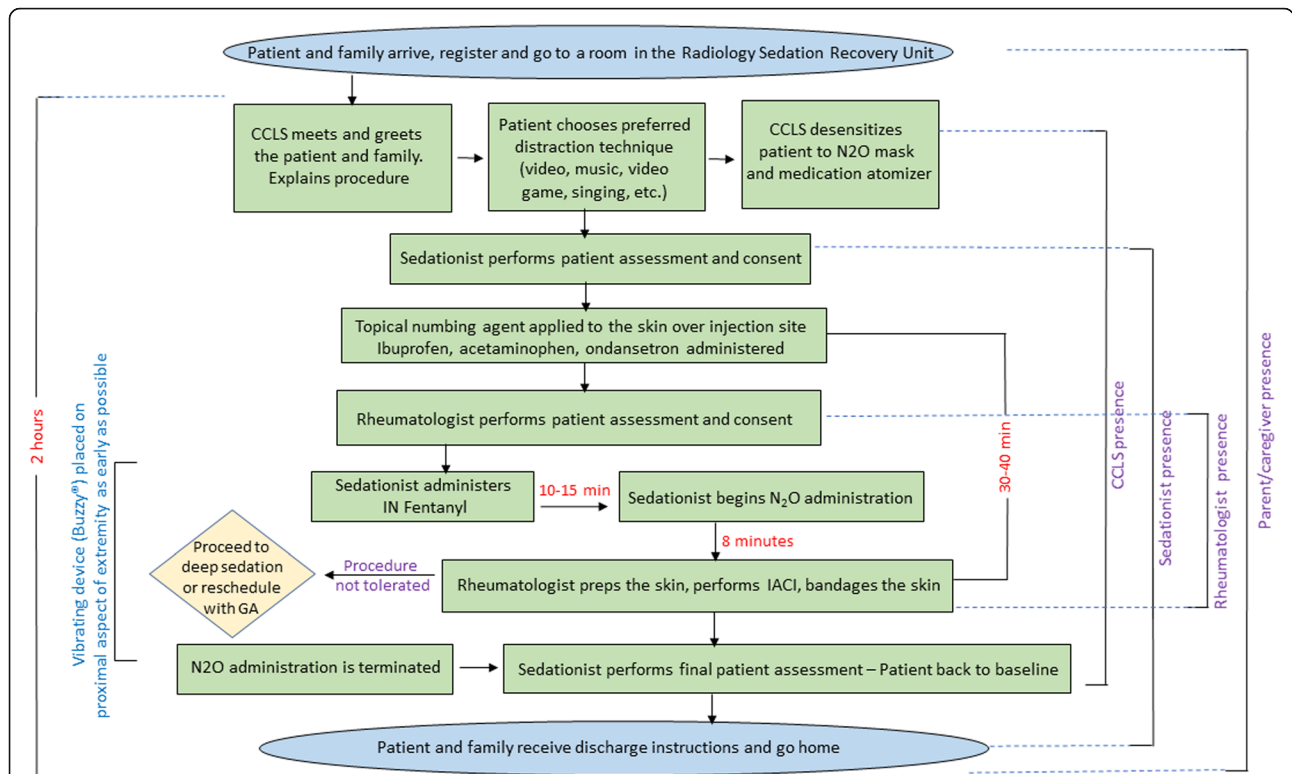 Patient and family arrive, register and go to a room in the Radiology Sedation Recovery Unit
CCLS meets and greets
the patient and family.
Explains procedure
Patient chooses preferred
distraction technique
(video, music, video
game, singing, etc.)
CCLS desensitizes
patient to N2O mask
and medication atomizer
Sedationist performs patient assessment and consent
Topical numbing agent applied to the skin over injection site
Ibuprofen, acetaminophen, ondansetron administered
Rheumatologist performs patient assessment and consent
Sedationist administers
IN Fentanyl
10-15 min
Sedationist begins N₂O administration
8 minutes
Proceed to
deep sedation
or reschedule
with GA
Procedure
not tolerated
Rheumatologist preps the skin, performs IACI, bandages the skin
N2O administration is terminated
Sedationist performs final patient assessment – Patient back to baseline
Patient and family receive discharge instructions and go home
2 hours
Vibrating device (Buzzy®) placed on
proximal aspect of extremity as early as possible
30-40 min
CCLS presence
Sedationist presence
Rheumatologist presence
Parent/caregiver presence